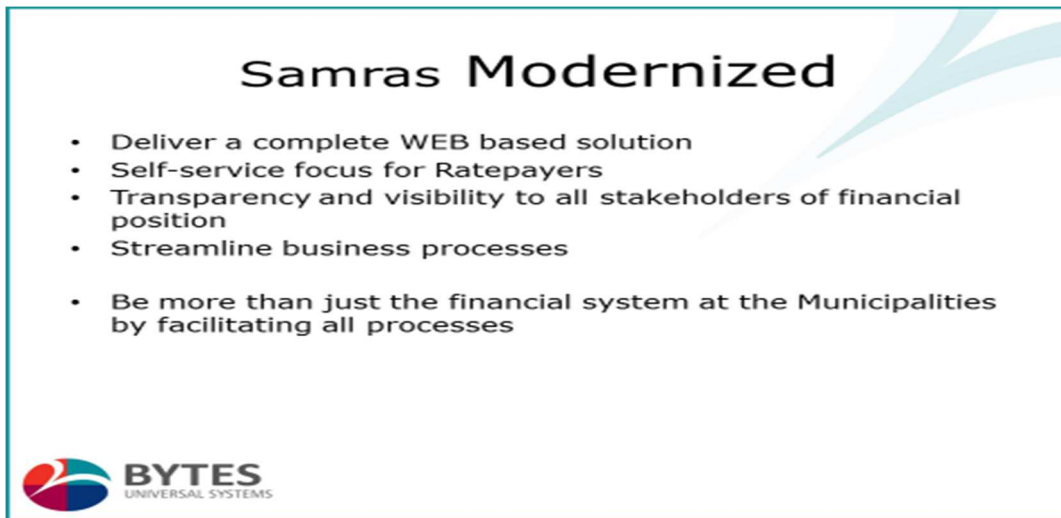 Samras Modernized
• Deliver a complete WEB based solution
• Self-service focus for Ratepayers
• Transparency and visibility to all stakeholders of financial
position
• Streamline business processes
• Be more than just the financial system at the Municipalities
by facilitating all processes
BYTES
UNIVERSAL SYSTEMS